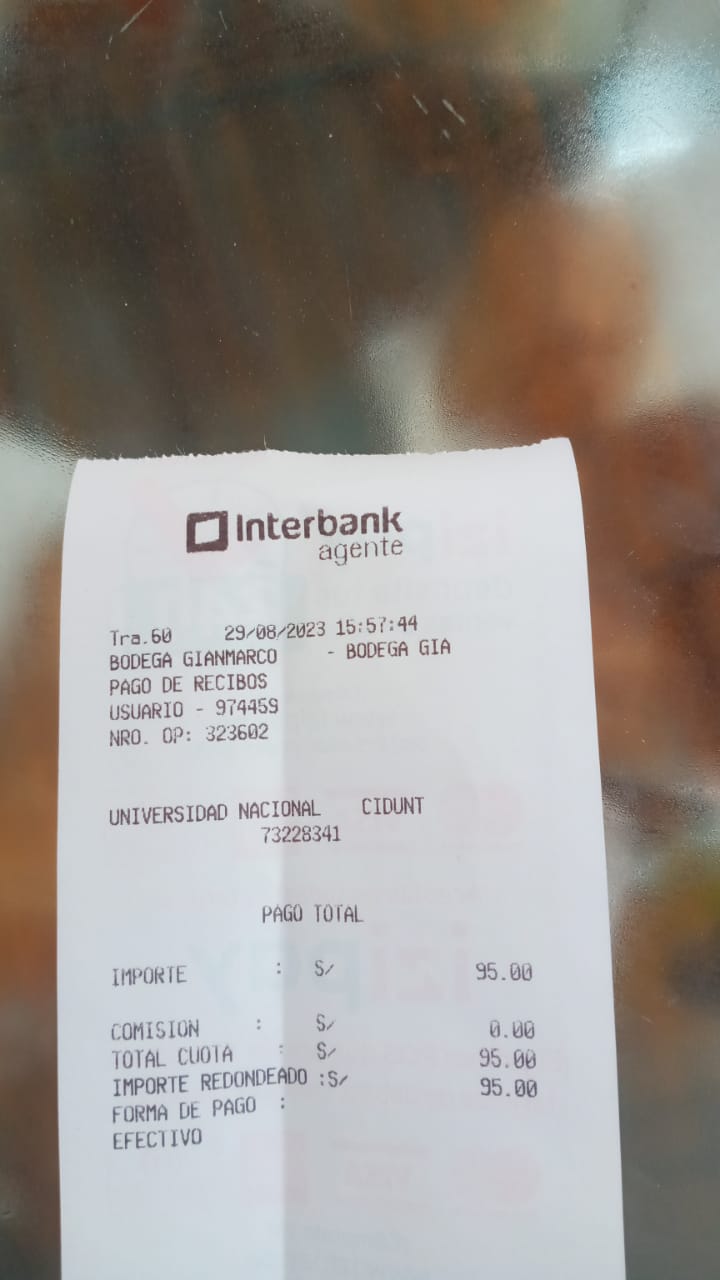 Interbank
agente
Tra.60 29/08/2023 15:57:44
BODEGA GIANMARCO - BODEGA GIA
PAGO DE RECIBOS
USUARIO - 974459
NRO. OP: 323602
UNIVERSIDAD NACIONAL CIDUNT
73228341
PAGO TOTAL
IMPORTE : S/ 95.00
COMISION : S/ 0.00
TOTAL CUOTA : S/ 95.00
IMPORTE REDONDEADO :S/ 95.00
FORMA DE PAGO :
EFECTIVO
izipay